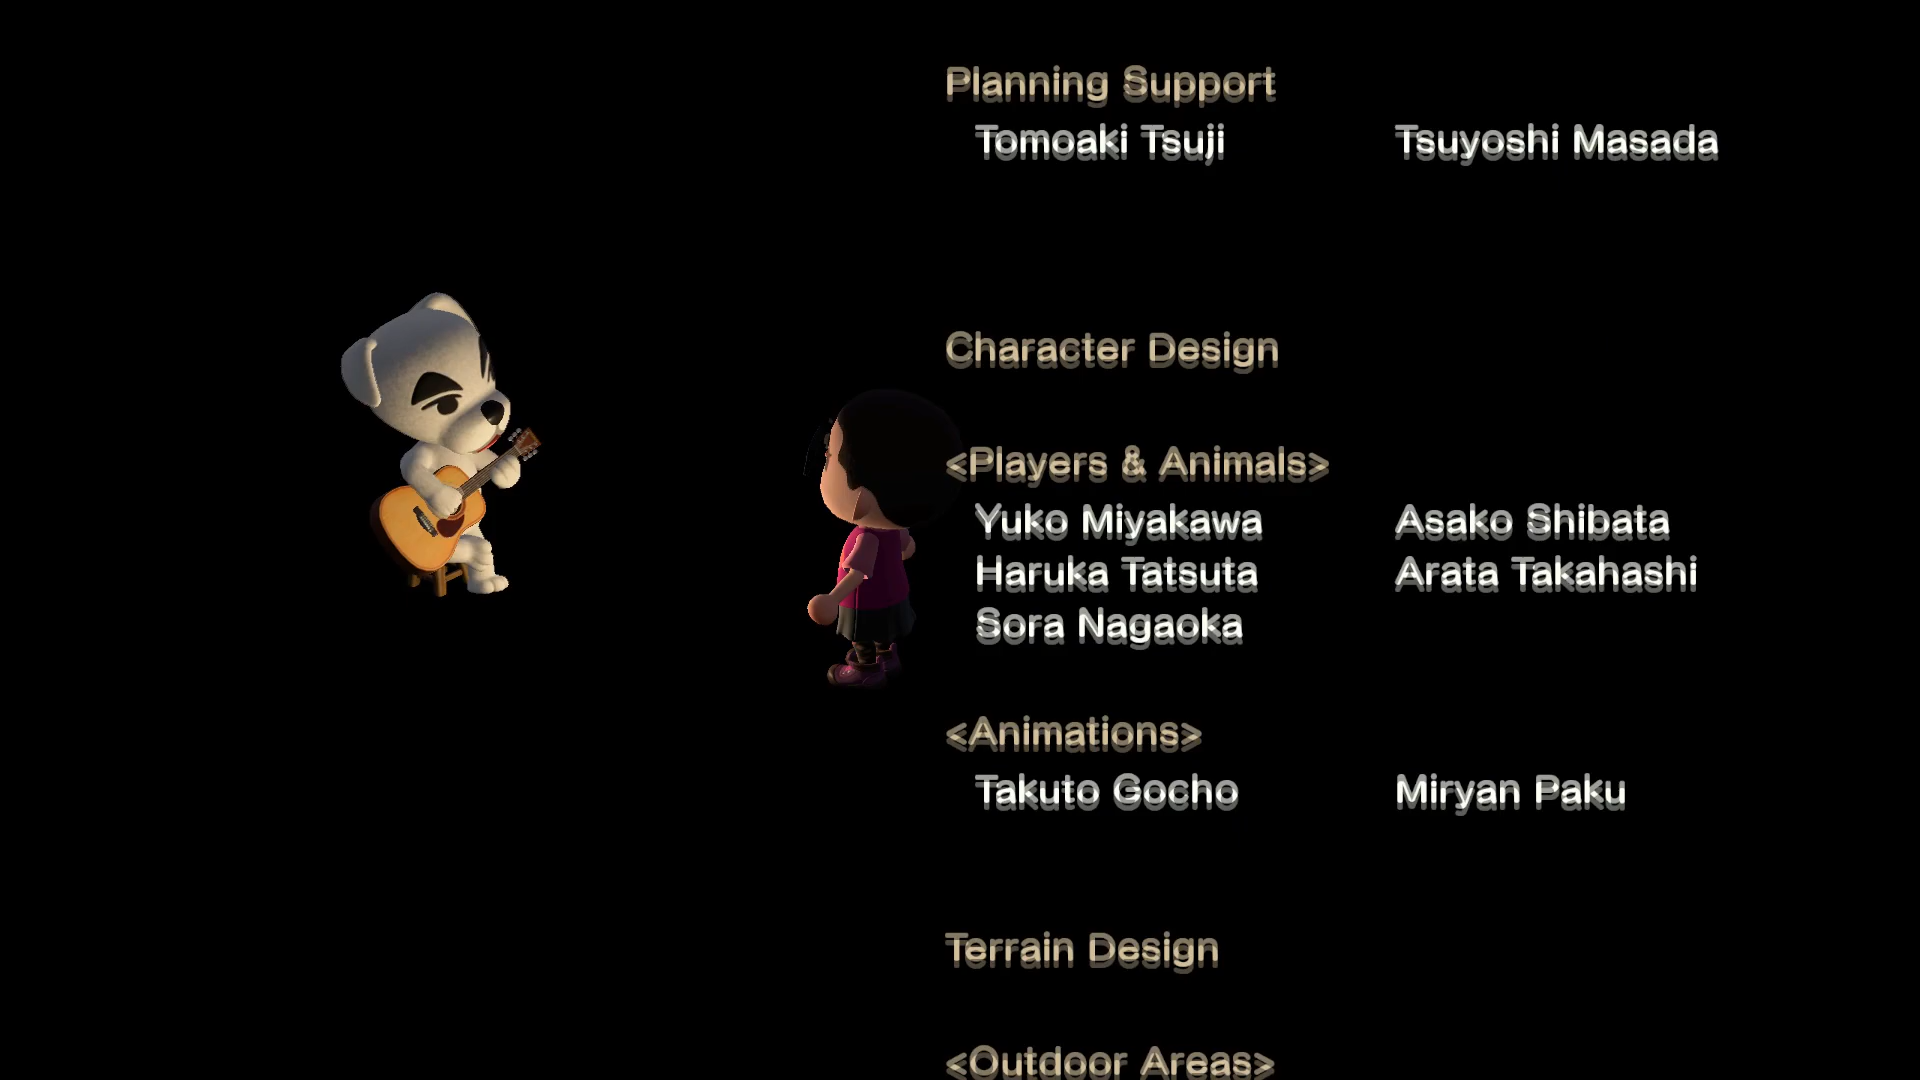 Planning Support
Tomoaki Tsuji Tsuyoshi Masada
Character Design
<Players & Animals>
Yuko Miyakawa Asako Shibata
Haruka Tatsuta Arata Takahashi
Sora Nagaoka
<Animations>
Takuto Gocho Miryan Paku
Terrain Design
<Outdoor Areas>